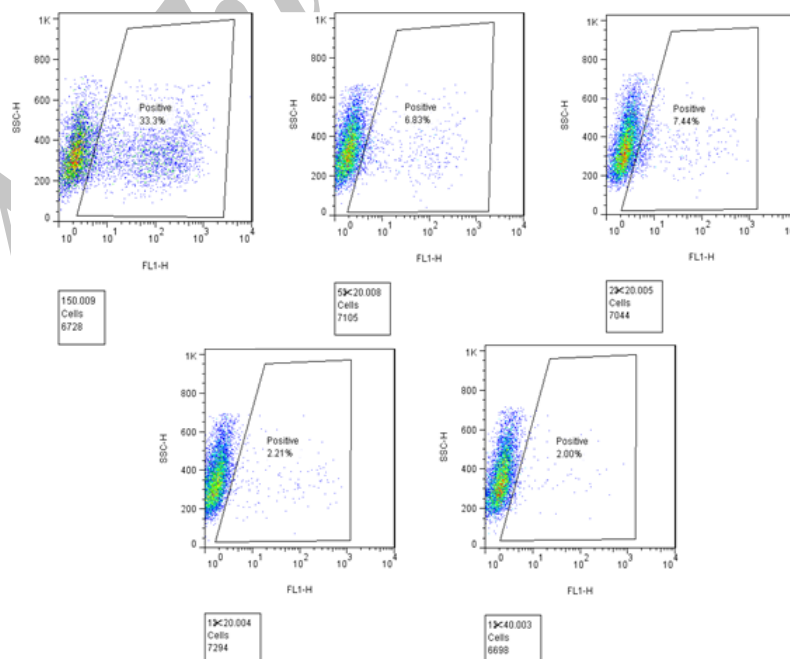 1K
800
600
400
200
0
SSC-H
Positive
33.3%
10^0 10^1 10^2 10^3 10^4
FL1-H
150.009
Cells
6728
1K
800
600
400
200
0
SSC-H
Positive
6.83%
10^0 10^1 10^2 10^3 10^4
FL1-H
Cells
7105
1K
800
600
400
200
0
SSC-H
Positive
7.44%
10^0 10^1 10^2 10^3
FL1-H
Cells
7044
1K
800
600
400
200
0
SSC-H
Positive
2.21%
10^0 10^1 10^2 10^3 10^4
FL1-H
Cells
7294
1K
800
600
400
200
0
SSC-H
Positive
2.00%
10^0 10^1 10^2 10^3 10^4
FL1-H
Cells
6698